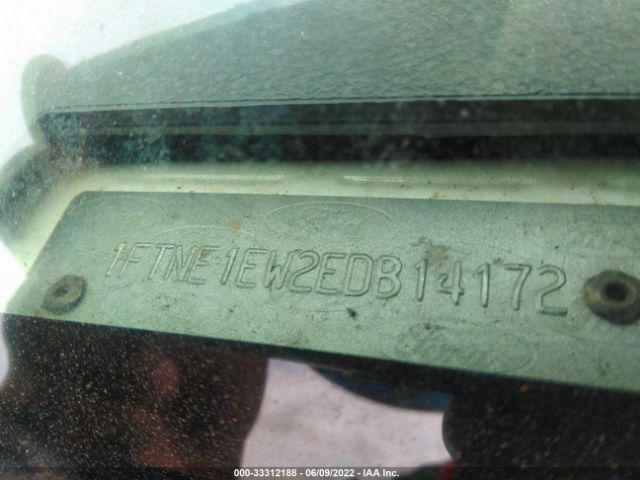 1FTNE1EW2EDB14172
000-33312188 - 06/09/2022 - IAA Inc.